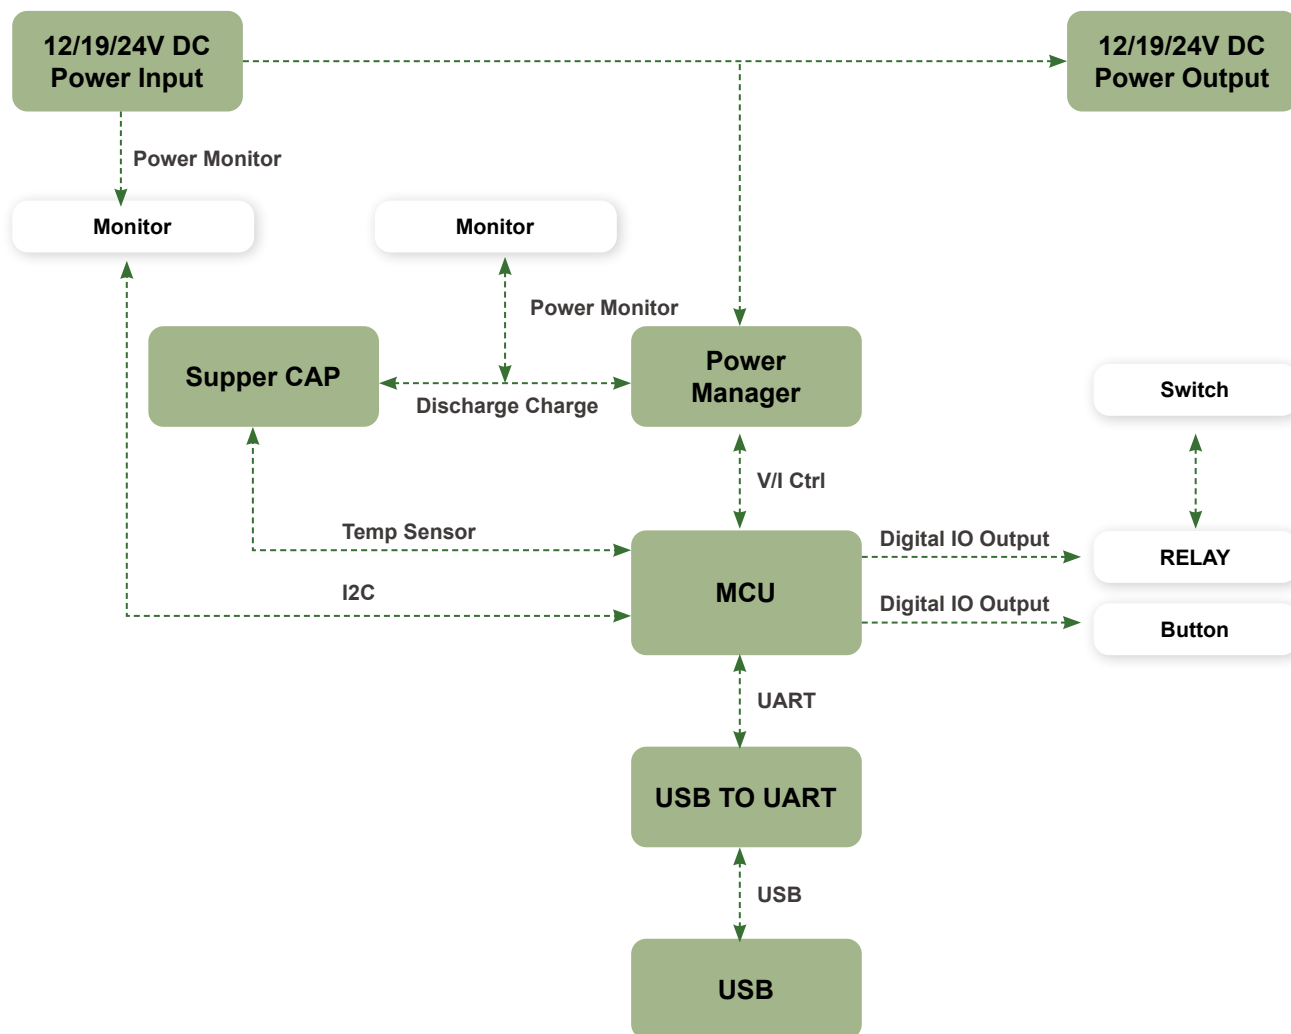 12/19/24V DC
Power Input
12/19/24V DC
Power Output
Power Monitor
Monitor
Monitor
Power Monitor
Supper CAP
Discharge Charge
Power
Manager
Switch
V/I Ctrl
Temp Sensor
I2C
MCU
Digital IO Output
RELAY
Digital IO Output
Button
UART
USB TO UART
USB
USB